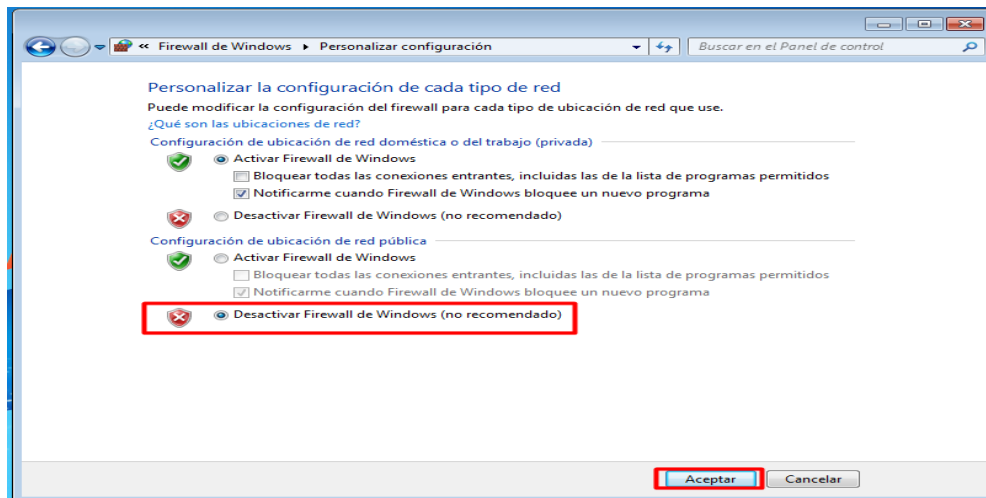 « Firewall de Windows ▸ Personalizar configuración
Buscar en el Panel de control
Personalizar la configuración de cada tipo de red
Puede modificar la configuración del firewall para cada tipo de ubicación de red que use.
¿Qué son las ubicaciones de red?
Configuración de ubicación de red doméstica o del trabajo (privada)
Activar Firewall de Windows
Bloquear todas las conexiones entrantes, incluidas las de la lista de programas permitidos
Notificarme cuando Firewall de Windows bloquee un nuevo programa
Desactivar Firewall de Windows (no recomendado)
Configuración de ubicación de red pública
Activar Firewall de Windows
Bloquear todas las conexiones entrantes, incluidas las de la lista de programas permitidos
Notificarme cuando Firewall de Windows bloquee un nuevo programa
Desactivar Firewall de Windows (no recomendado)
Aceptar
Cancelar